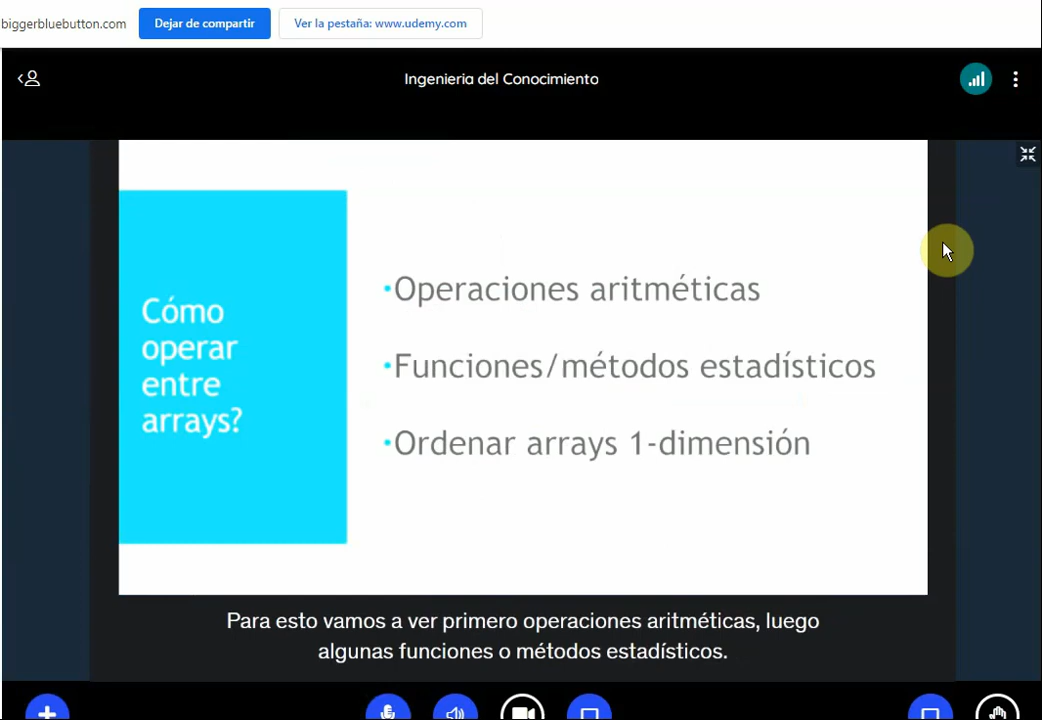 biggerbluebutton.com
Dejar de compartir
Ver la pestaña: www.udemy.com
Ingenieria del Conocimiento
Cómo
operar
entre
arrays?
•Operaciones aritméticas
•Funciones/métodos estadísticos
•Ordenar arrays 1-dimensión
Para esto vamos a ver primero operaciones aritméticas, luego
algunas funciones o métodos estadísticos.